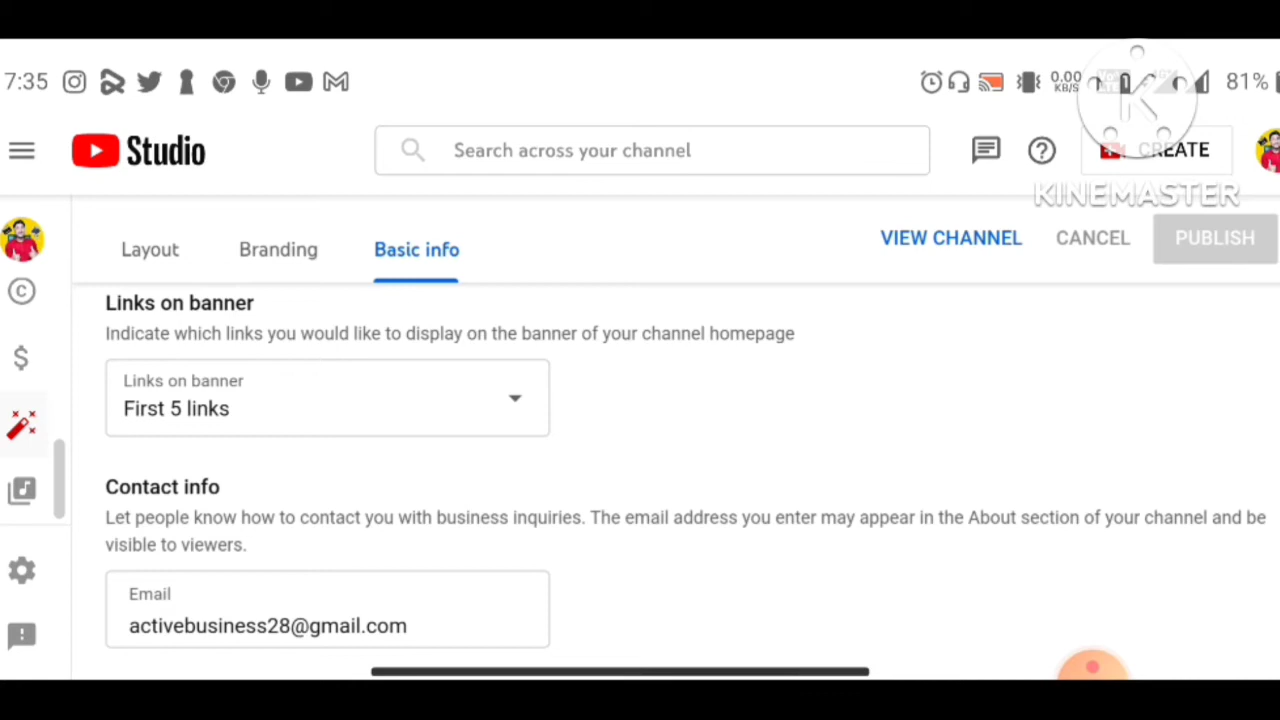 7:35
0.00
KB/S
81%
Studio
Search across your channel
CREATE
KINEMASTER
Layout
Branding
Basic info
VIEW CHANNEL
CANCEL
PUBLISH
Links on banner
Indicate which links you would like to display on the banner of your channel homepage
Links on banner
First 5 links
Contact info
Let people know how to contact you with business inquiries. The email address you enter may appear in the About section of your channel and be
visible to viewers.
Email
activebusiness28@gmail.com